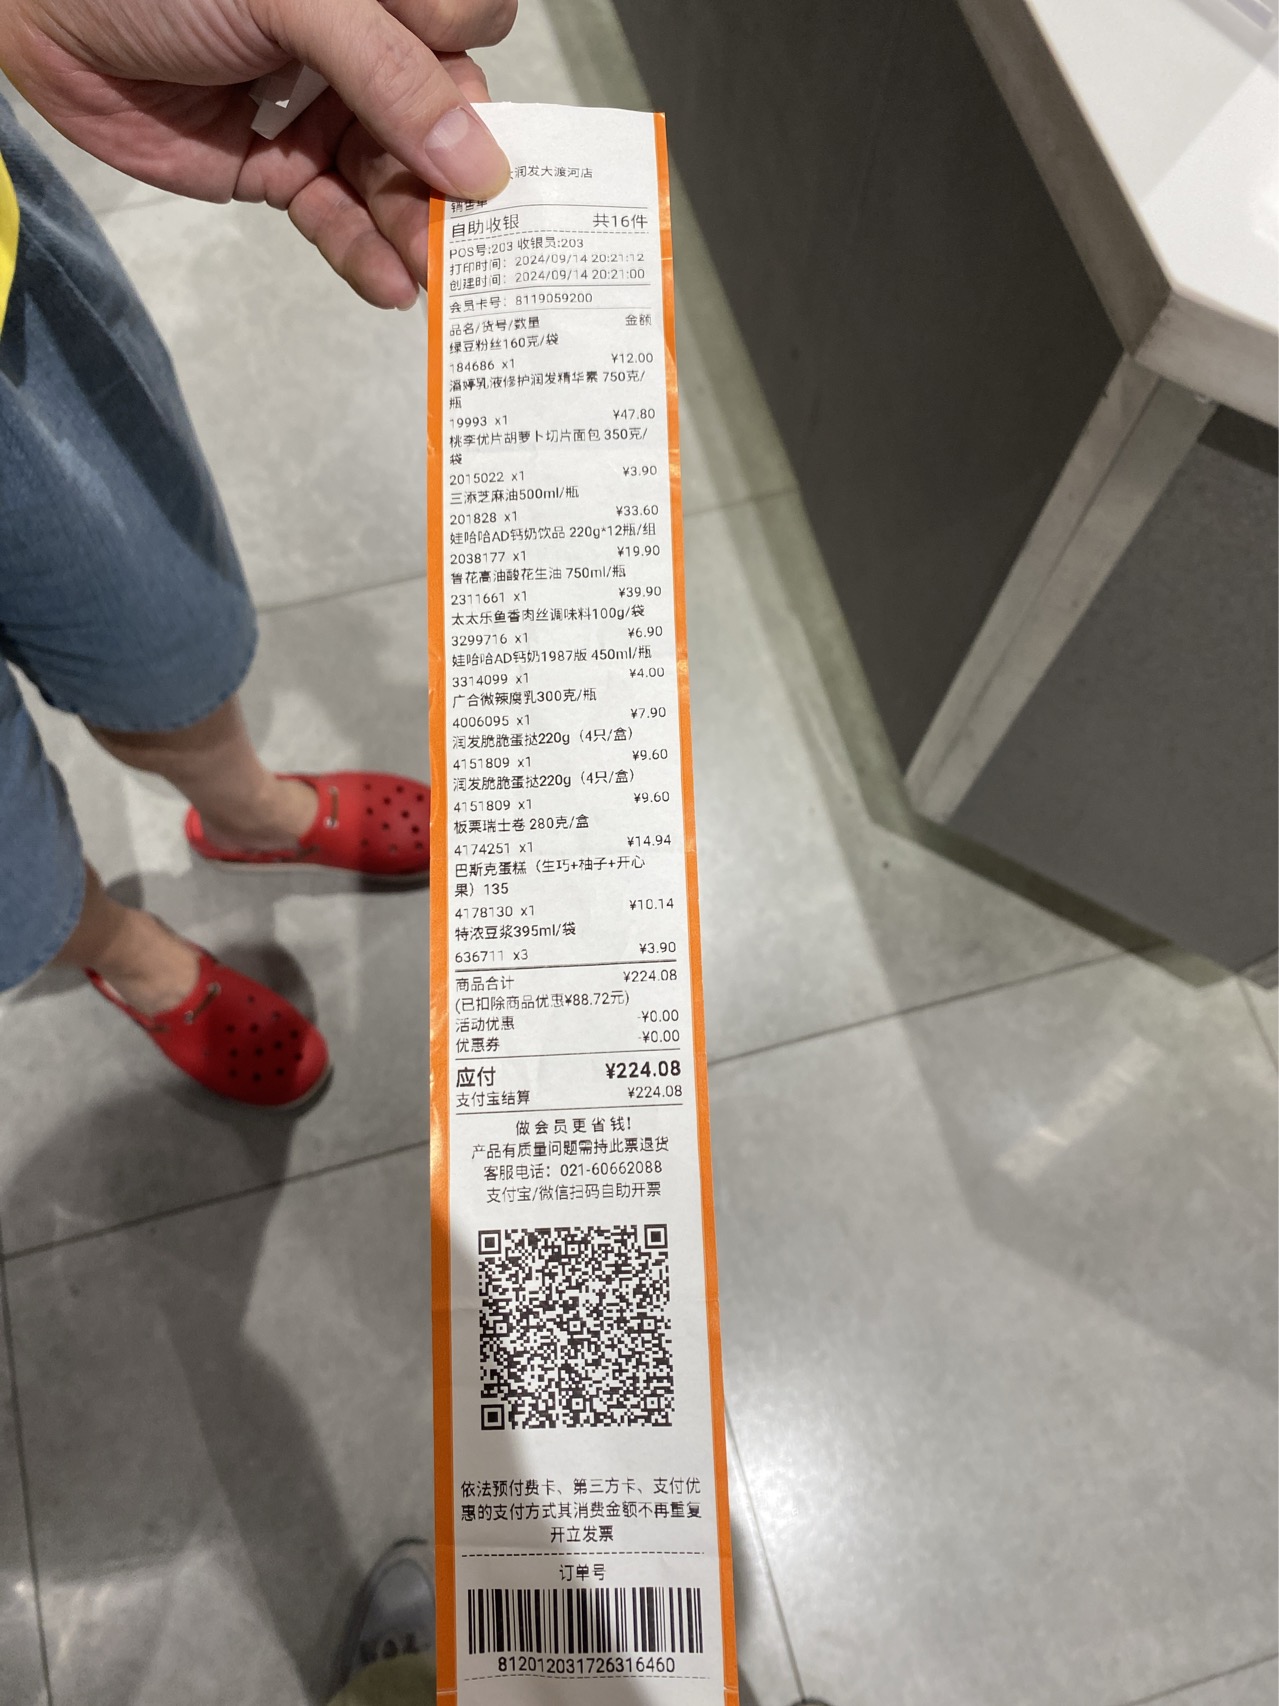 润发大渡河店
销售单
自助收银 共16件
POS号:203 收银员:203
打印时间: 2024/09/14 20:21:12
创建时间: 2024/09/14 20:21:00
会员卡号: 8119059200
品名/货号/数量 金额
绿豆粉丝160克/袋
184686 x1 ¥12.00
潘婷乳液修护润发精华素 750克/
瓶
19993 x1 ¥47.80
桃李优片胡萝卜切片面包 350克/
袋
2015022 x1 ¥3.90
三添芝麻油500ml/瓶
201828 x1 ¥33.60
娃哈哈AD钙奶饮品 220g*12瓶/组
2038177 x1 ¥19.90
鲁花高油酸花生油 750ml/瓶
2311661 x1 ¥39.90
太太乐鱼香肉丝调味料100g/袋
3299716 x1 ¥6.90
娃哈哈AD钙奶1987版 450ml/瓶
3314099 x1 ¥4.00
广合微辣腐乳300克/瓶
4006095 x1 ¥7.90
润发脆脆蛋挞220g（4只/盒）
4151809 x1 ¥9.60
润发脆脆蛋挞220g（4只/盒）
4151809 x1 ¥9.60
板栗瑞士卷 280克/盒
4174251 x1 ¥14.94
巴斯克蛋糕（生巧+柚子+开心
果）135
4178130 x1 ¥10.14
特浓豆浆395ml/袋
636711 x3 ¥3.90
商品合计 ¥224.08
(已扣除商品优惠¥88.72元)
活动优惠 -¥0.00
优惠券 -¥0.00
应付 ¥224.08
支付宝结算 ¥224.08
做会员更省钱!
产品有质量问题需持此票退货
客服电话: 021-60662088
支付宝/微信扫码自助开票
依法预付费卡、第三方卡、支付优
惠的支付方式其消费金额不再重复
开立发票
订单号
812012031726316460